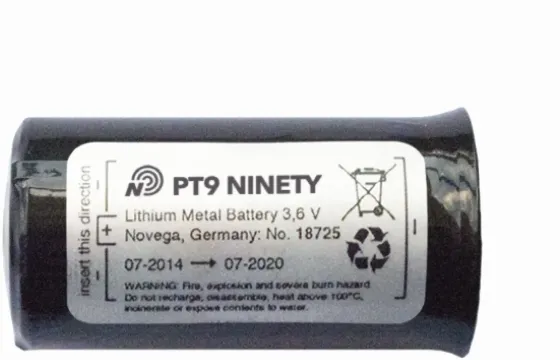 insert this direction
PT9 NINETY
Lithium Metal Battery 3,6 V
Novega, Germany: No. 18725
07-2014 → 07-2020
WARNING: Fire, explosion and severe burn hazard.
Do not recharge, disassemble, heat above 100°C,
incinerate or expose contents to water.